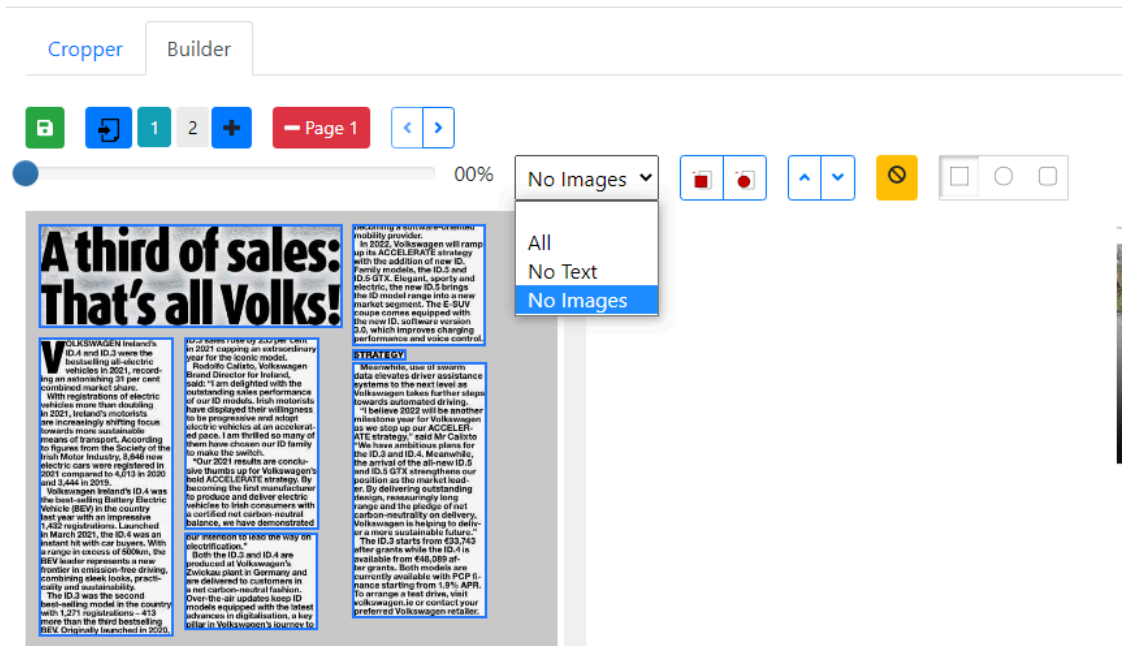 Cropper
Builder
1
2
Page 1
00%
No Images
All
No Text
No Images
A third of sales:
That's all Volks!
VOLKSWAGEN Ireland's
ID.4 and ID.3 were the
bestselling all-electric
vehicles in 2021, record-
ing an astonishing 31 per cent
combined market share.
With registrations of electric
vehicles more than doubling
in 2021, Ireland's motorists
are increasingly shifting focus
towards more sustainable
means of transport. According
to figures from the Society of the
Irish Motor Industry, 8,646 new
electric cars were registered in
2021 compared to 4,013 in 2020
and 3,444 in 2019.
Volkswagen Ireland's ID.4 was
the best-selling Battery Electric
Vehicle (BEV) in the country
last year with an impressive
1,432 registrations. Launched
in March 2021, the ID.4 was an
instant hit with car buyers. With
a range in excess of 500km, the
BEV leader represents a new
frontier in emission-free driving,
combining sleek looks, practi-
cality and sustainability.
The ID.3 was the second
best-selling model in the country
with 1,271 registrations – 413
more than the third bestselling
BEV. Originally launched in 2020,
ID.3 sales rose by 253 per cent
in 2021 capping an extraordinary
year for the iconic model.
Rodolfo Calixto, Volkswagen
Brand Director for Ireland,
said: "I am delighted with the
outstanding sales performance
of our ID models. Irish motorists
have displayed their willingness
to be progressive and adopt
electric vehicles at an accelerat-
ed pace. I am thrilled so many of
them have chosen our ID family
to make the switch.
"Our 2021 results are conclu-
sive thumbs up for Volkswagen's
bold ACCELERATE strategy. By
becoming the first manufacturer
to produce and deliver electric
vehicles to Irish consumers with
a certified net carbon-neutral
balance, we have demonstrated
our intention to lead the way on
electrification."
Both the ID.3 and ID.4 are
produced at Volkswagen's
Zwickau plant in Germany and
are delivered to customers in
a net carbon-neutral fashion.
Over-the-air updates keep ID
models equipped with the latest
advances in digitalisation, a key
pillar in Volkswagen's journey to
becoming a software-oriented
mobility provider.
In 2022, Volkswagen will ramp
up its ACCELERATE strategy
with the addition of new ID.
Family models, the ID.5 and
ID.5 GTX. Elegant, sporty and
electric, the new ID.5 brings
the ID model range into a new
market segment. The E-SUV
coupe comes equipped with
the new ID. software version
3.0, which improves charging
performance and voice control.
STRATEGY
Meanwhile, use of swarm
data elevates driver assistance
systems to the next level as
Volkswagen takes further steps
towards automated driving.
"I believe 2022 will be another
milestone year for Volkswagen
as we step up our ACCELER-
ATE strategy," said Mr Calixto
"We have ambitious plans for
the ID.3 and ID.4. Meanwhile,
the arrival of the all-new ID.5
and ID.5 GTX strengthens our
position as the market lead-
er. By delivering outstanding
design, reassuringly long
range and the pledge of net
carbon-neutrality on delivery,
Volkswagen is helping to deliv-
er a more sustainable future."
The ID.3 starts from €33,743
after grants while the ID.4 is
available from €46,089 af-
ter grants. Both models are
currently available with PCP fi-
nance starting from 1.9% APR.
To arrange a test drive, visit
volkswagen.ie or contact your
preferred Volkswagen retailer.